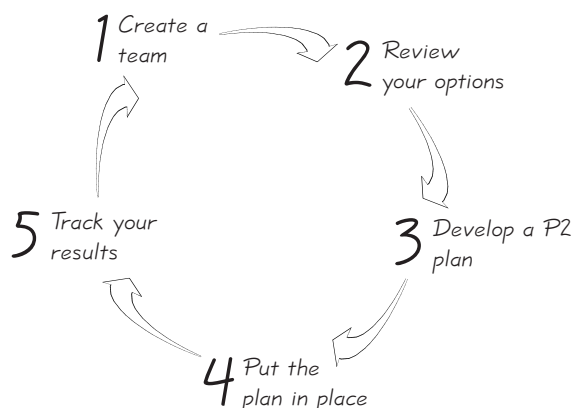 1 Create a
team
2 Review
your options
3 Develop a P2
plan
4 Put the
plan in place
5 Track your
results